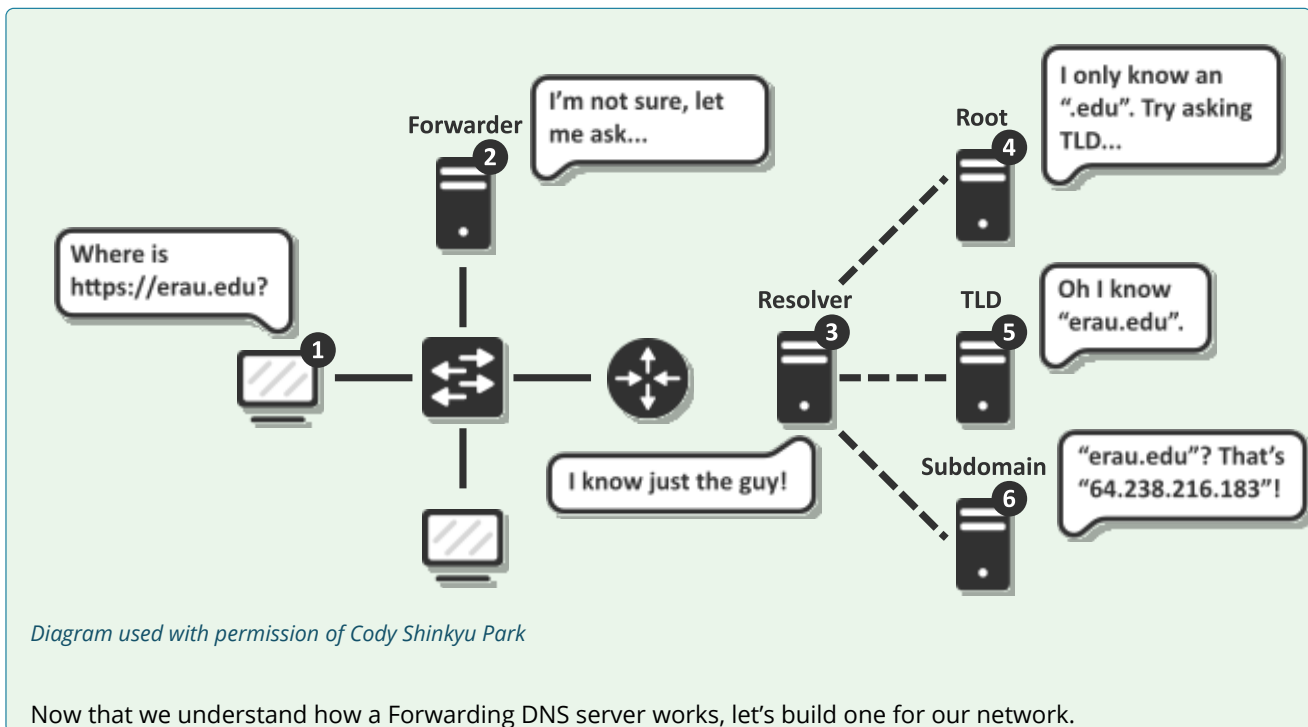 I'm not sure, let
me ask...
Forwarder
2
Where is
https://erau.edu?
1
I know just the guy!
Resolver
3
Root
4
I only know an
".edu". Try asking
TLD...
TLD
5
Oh I know
"erau.edu".
Subdomain
6
"erau.edu"? That's
"64.238.216.183"!
Diagram used with permission of Cody Shinkyu Park
Now that we understand how a Forwarding DNS server works, let's build one for our network.